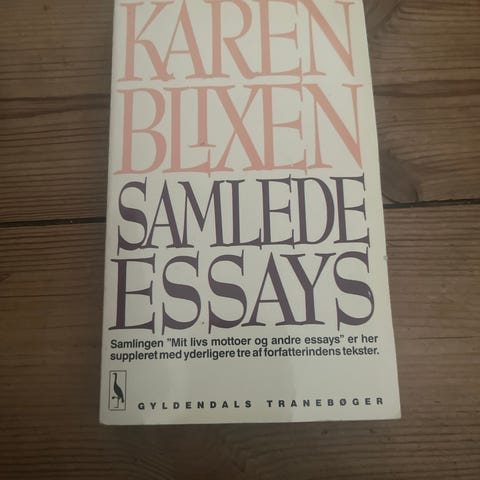 KAREN
BLIXEN
SAMLEDE
ESSAYS
Samlingen "Mit livs mottoer og andre essays" er her
suppleret med yderligere tre af forfatterindens tekster.
GYLDENDALS TRANEBØGER